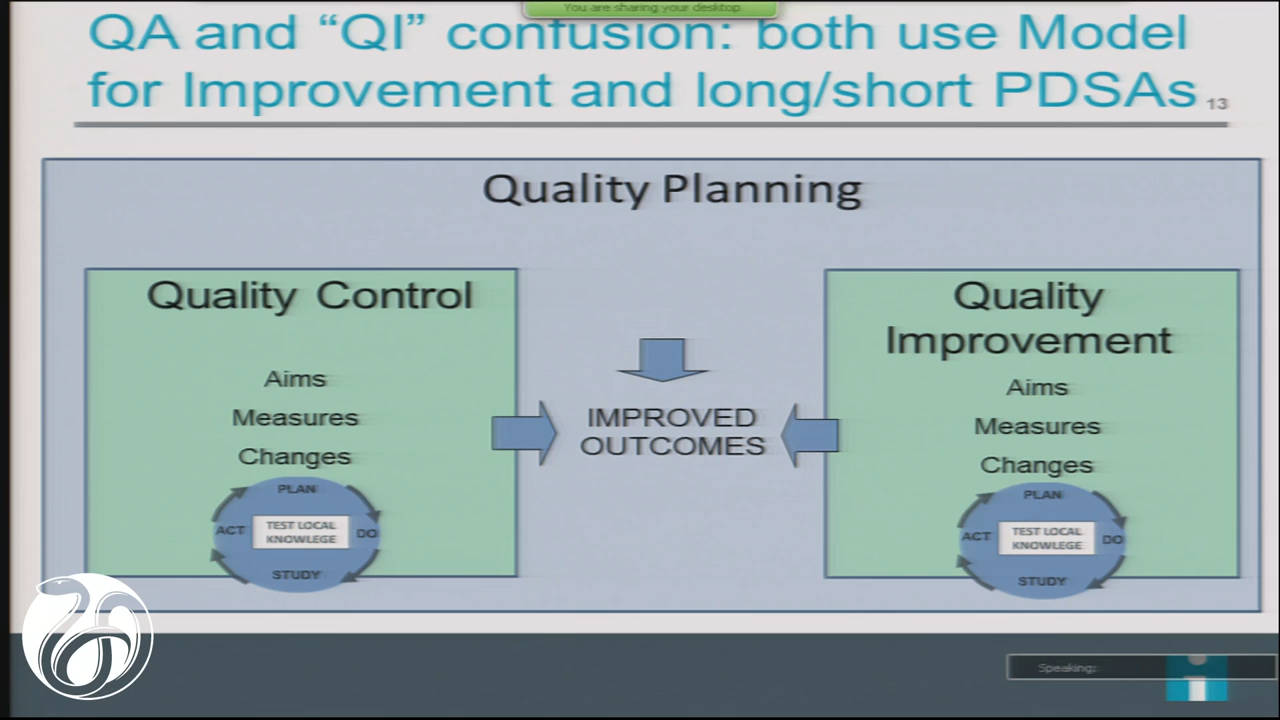 You are sharing your desktop
QA and “QI” confusion: both use Model
for Improvement and long/short PDSAs
13
Quality Planning
Quality Control
Aims
Measures
Changes
PLAN
ACT
TEST LOCAL
KNOWLEGE
DO
STUDY
IMPROVED
OUTCOMES
Quality
Improvement
Aims
Measures
Changes
PLAN
ACT
TEST LOCAL
KNOWLEGE
DO
STUDY
Speaking: